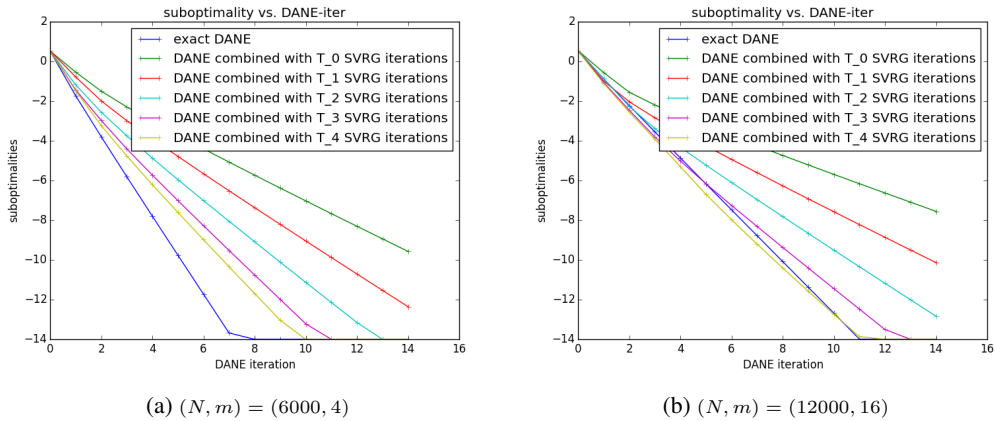 suboptimality vs. DANE-iter
2
0
−2
−4
−6
−8
−10
−12
−14
suboptimalities
exact DANE
DANE combined with T_0 SVRG iterations
DANE combined with T_1 SVRG iterations
DANE combined with T_2 SVRG iterations
DANE combined with T_3 SVRG iterations
DANE combined with T_4 SVRG iterations
0 2 4 6 8 10 12 14 16
DANE iteration
(a) (N, m) = (6000, 4)
suboptimality vs. DANE-iter
2
0
−2
−4
−6
−8
−10
−12
−14
suboptimalities
exact DANE
DANE combined with T_0 SVRG iterations
DANE combined with T_1 SVRG iterations
DANE combined with T_2 SVRG iterations
DANE combined with T_3 SVRG iterations
DANE combined with T_4 SVRG iterations
0 2 4 6 8 10 12 14 16
DANE iteration
(b) (N, m) = (12000, 16)